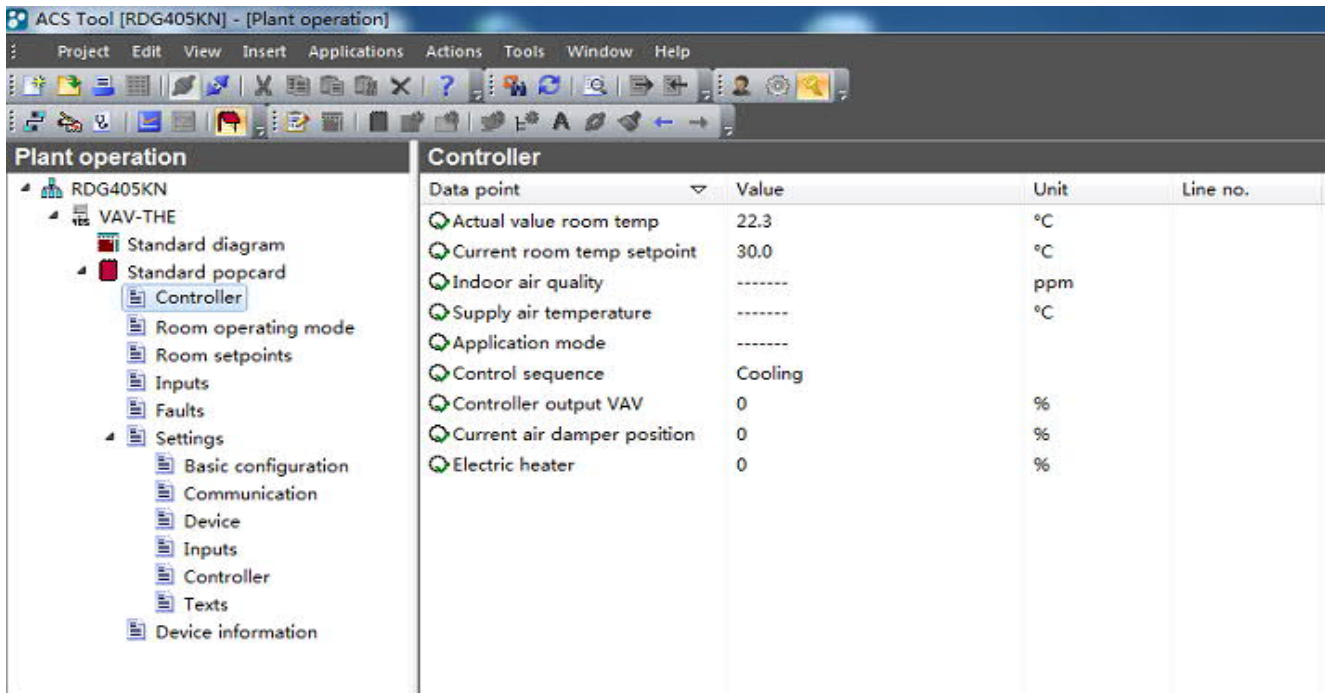 ACS Tool [RDG405KN] - [Plant operation]
Project Edit View Insert Applications Actions Tools Window Help
Plant operation
RDG405KN
VAV-THE
Standard diagram
Standard popcard
Controller
Room operating mode
Room setpoints
Inputs
Faults
Settings
Basic configuration
Communication
Device
Inputs
Controller
Texts
Device information
Controller
Data point Value Unit Line no.
Actual value room temp 22.3 °C
Current room temp setpoint 30.0 °C
Indoor air quality ------- ppm
Supply air temperature ------- °C
Application mode -------
Control sequence Cooling
Controller output VAV 0 %
Current air damper position 0 %
Electric heater 0 %